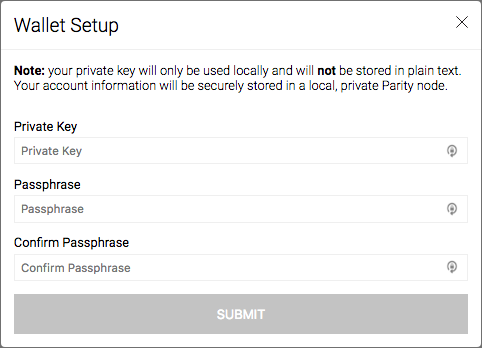 Wallet Setup
Note: your private key will only be used locally and will not be stored in plain text.
Your account information will be securely stored in a local, private Parity node.
Private Key
Private Key
Passphrase
Passphrase
Confirm Passphrase
Confirm Passphrase
SUBMIT